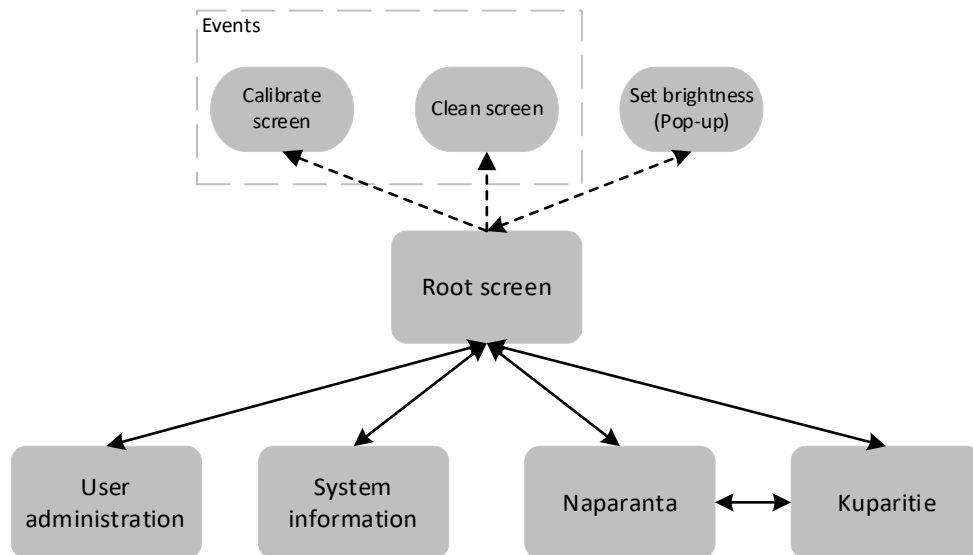 Events
Calibrate
screen
Clean screen
Set brightness
(Pop-up)
Root screen
User
administration
System
information
Naparanta
Kuparitie